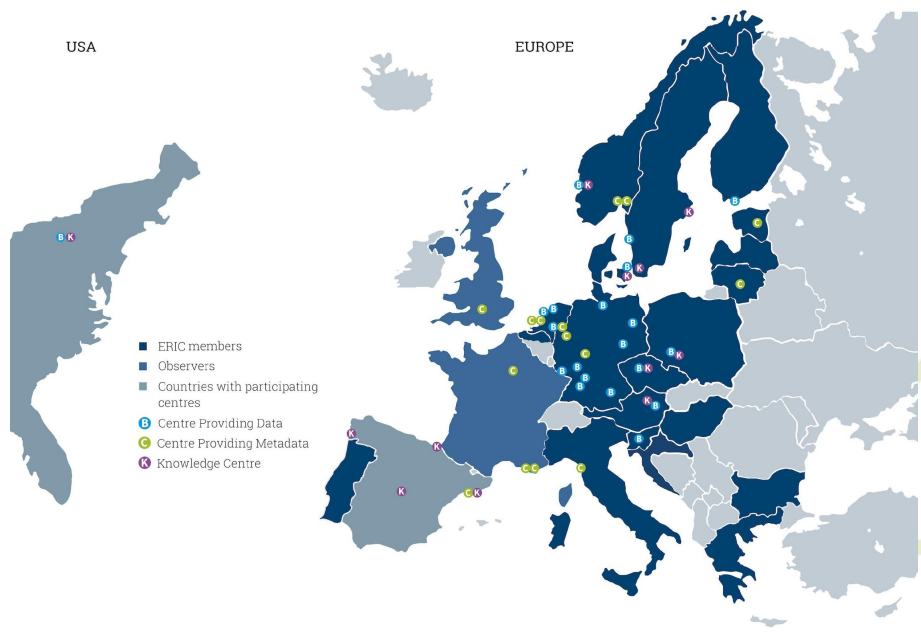 USA
EUROPE
B K
B K
C C
K
B
C
B
B K
K
C
C
B B
C C
B C
C
B
B
B
B K
C
C
B B
B
B
B
B K
K B
B
K
K
K
C K
C C
C
ERIC members
Observers
Countries with participating
centres
B Centre Providing Data
C Centre Providing Metadata
K Knowledge Centre